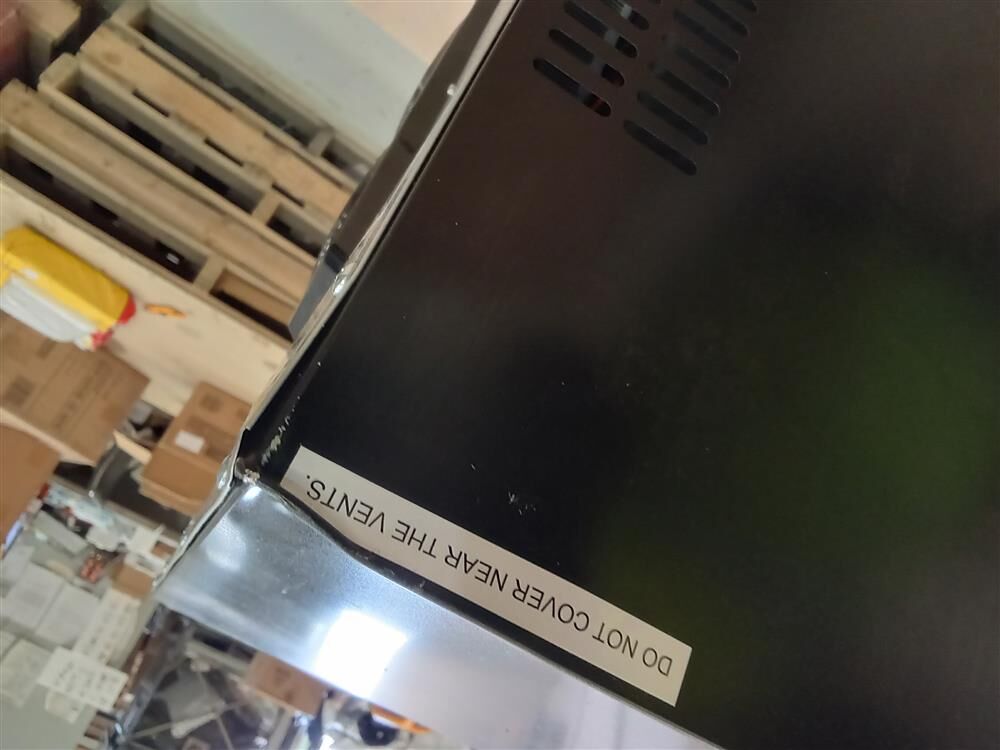 DO NOT COVER NEAR THE VENTS.